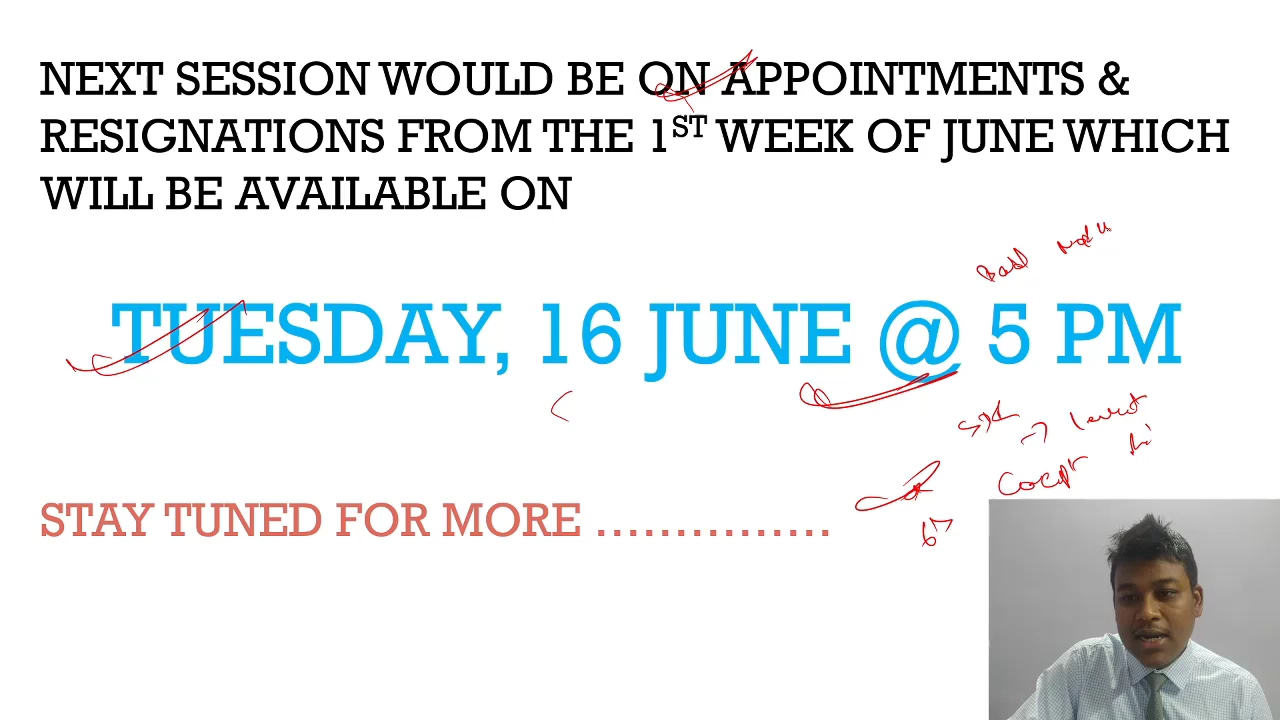 NEXT SESSION WOULD BE ON APPOINTMENTS &
RESIGNATIONS FROM THE 1ST WEEK OF JUNE WHICH
WILL BE AVAILABLE ON
TUESDAY, 16 JUNE @ 5 PM
STAY TUNED FOR MORE ...............